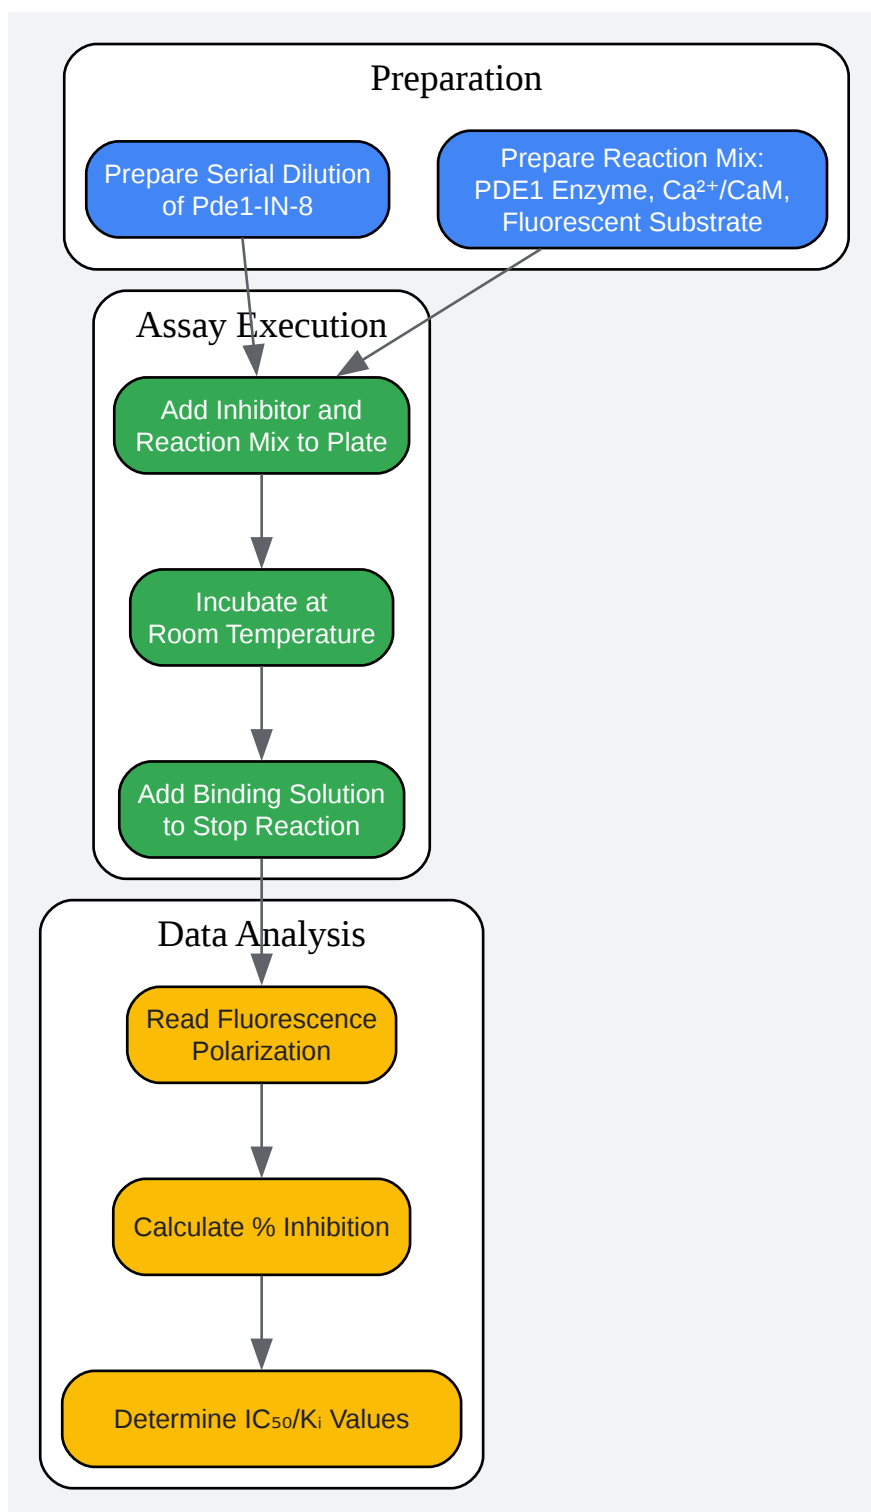 Preparation
Prepare Serial Dilution
of Pde1-IN-8
Prepare Reaction Mix:
PDE1 Enzyme, Ca²⁺/CaM,
Fluorescent Substrate
Assay Execution
Add Inhibitor and
Reaction Mix to Plate
Incubate at
Room Temperature
Add Binding Solution
to Stop Reaction
Data Analysis
Read Fluorescence
Polarization
Calculate % Inhibition
Determine IC₅₀/Kᵢ Values